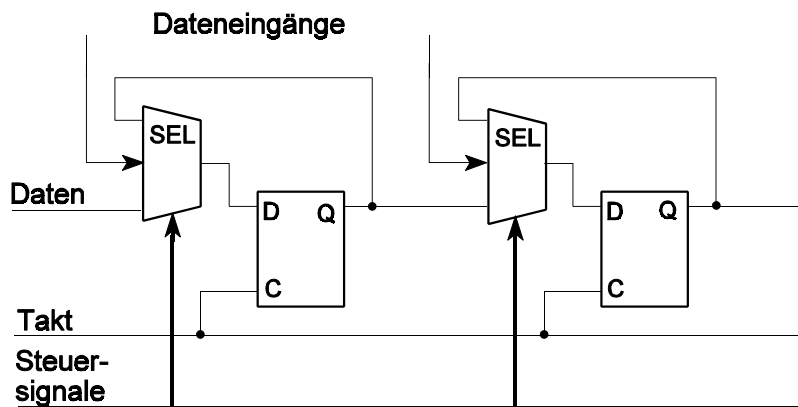 Dateneingänge
SEL
SEL
Daten
D Q
D Q
C
C
Takt
Steuer-
signale